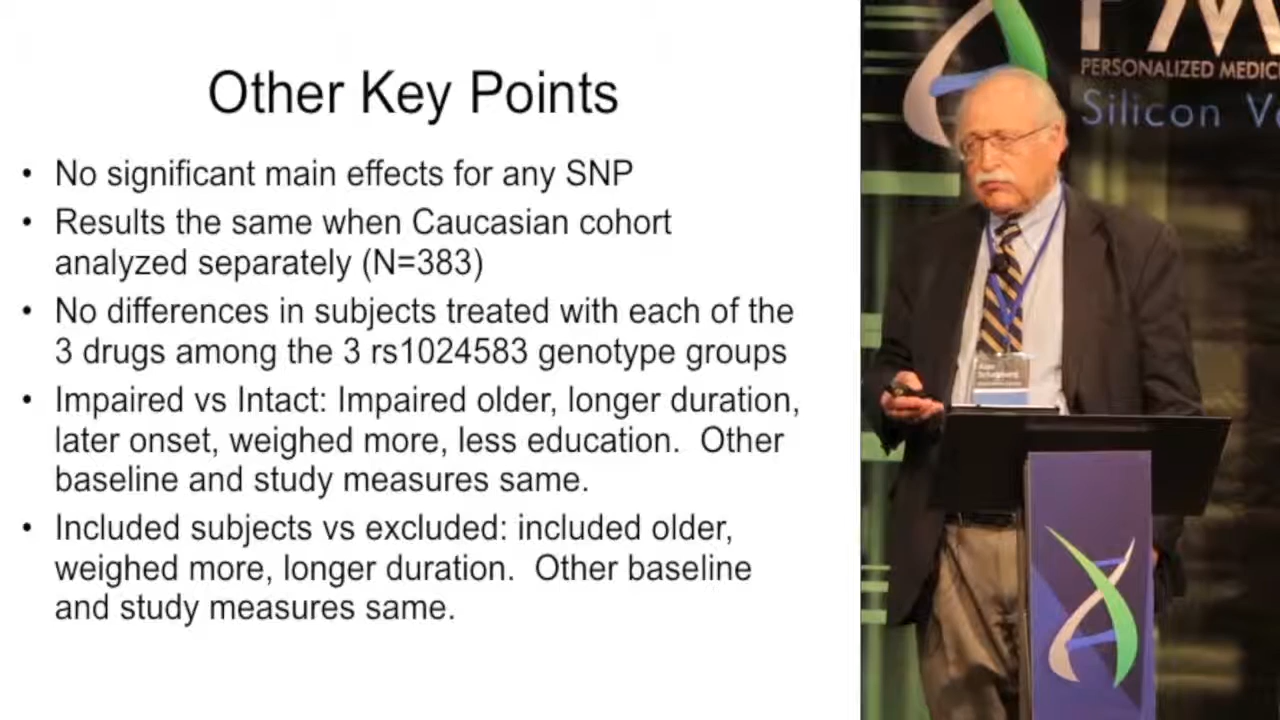 Other Key Points
• No significant main effects for any SNP
• Results the same when Caucasian cohort
analyzed separately (N=383)
• No differences in subjects treated with each of the
3 drugs among the 3 rs1024583 genotype groups
• Impaired vs Intact: Impaired older, longer duration,
later onset, weighed more, less education.  Other
baseline and study measures same.
• Included subjects vs excluded: included older,
weighed more, longer duration.  Other baseline
and study measures same.
PERSONALIZED MEDIC
Silicon